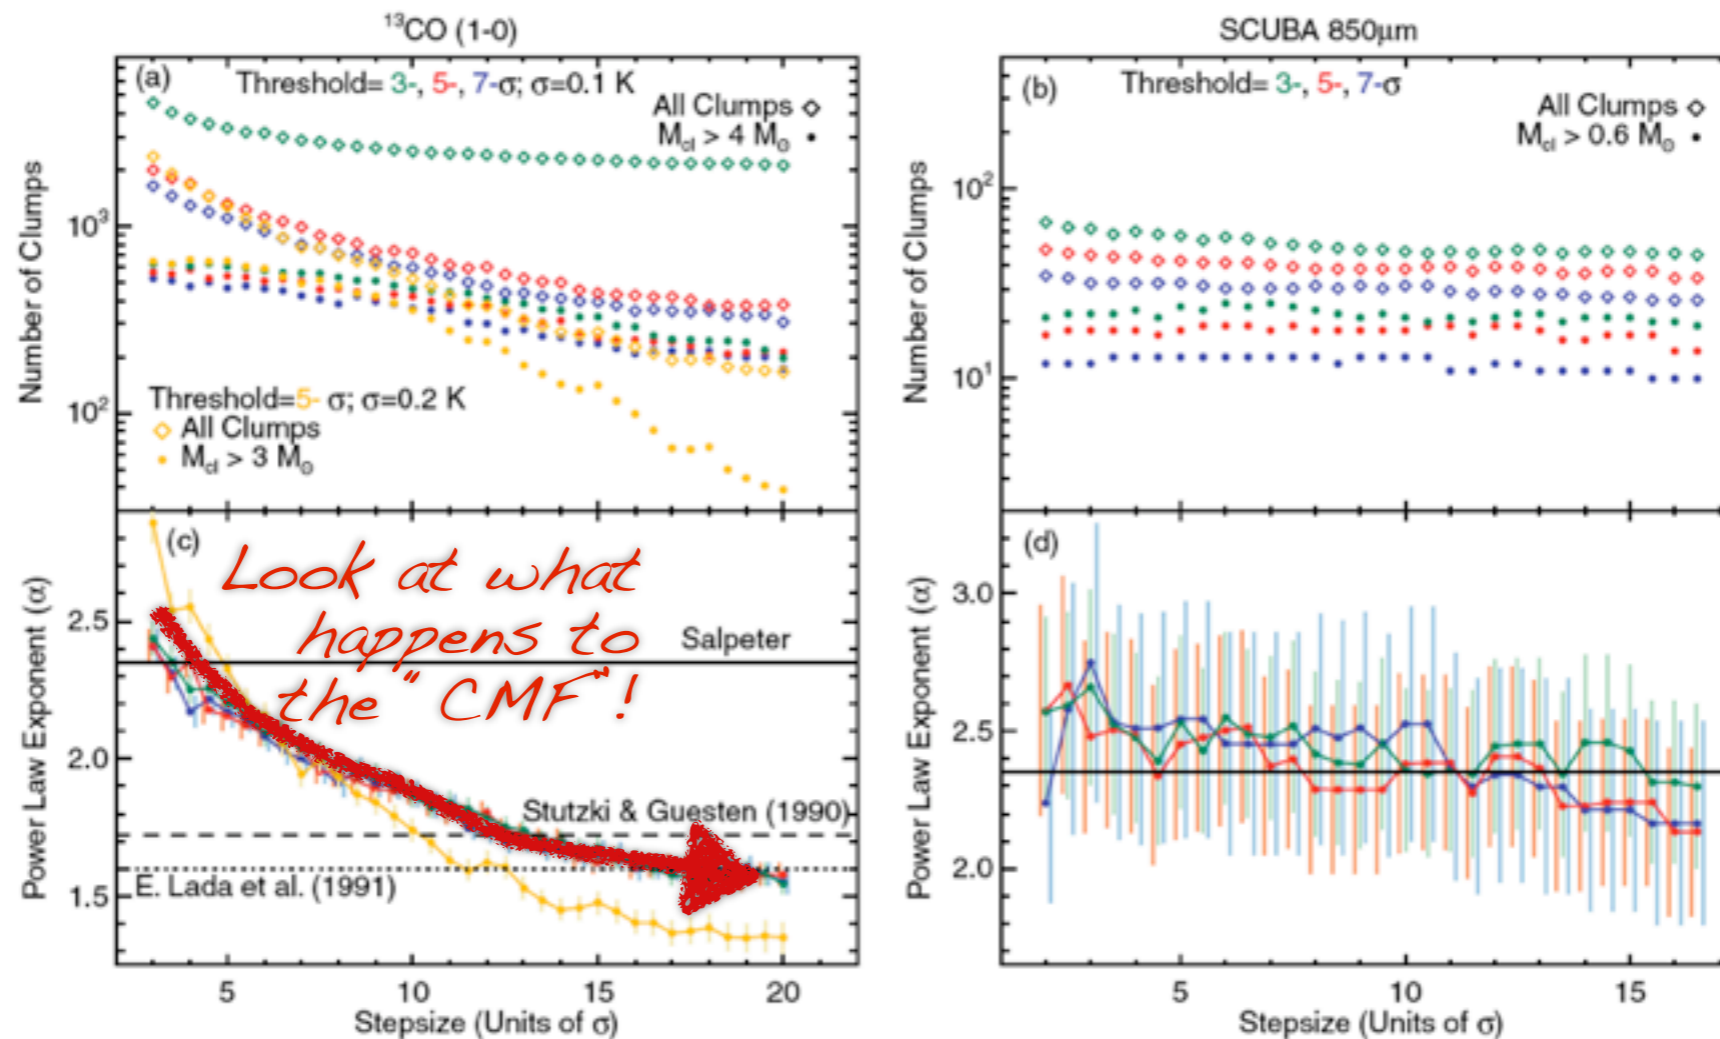 ¹³CO (1-0)
SCUBA 850μm
(a)
Threshold= 3-, 5-, 7-σ; σ=0.1 K
All Clumps ◇
M_cl > 4 M_⊙ •
10³
10²
Number of Clumps
Threshold=5- σ; σ=0.2 K
◇ All Clumps
• M_cl > 3 M_⊙
(b)
Threshold= 3-, 5-, 7-σ
All Clumps ◇
M_cl > 0.6 M_⊙ •
10²
10¹
Number of Clumps
(c)
Look at what
happens to
the "CMF"!
Salpeter
Stutzki & Guesten (1990)
E. Lada et al. (1991)
2.5
2.0
1.5
Power Law Exponent (α)
5 10 15 20
Stepsize (Units of σ)
(d)
3.0
2.5
2.0
Power Law Exponent (α)
5 10 15
Stepsize (Units of σ)